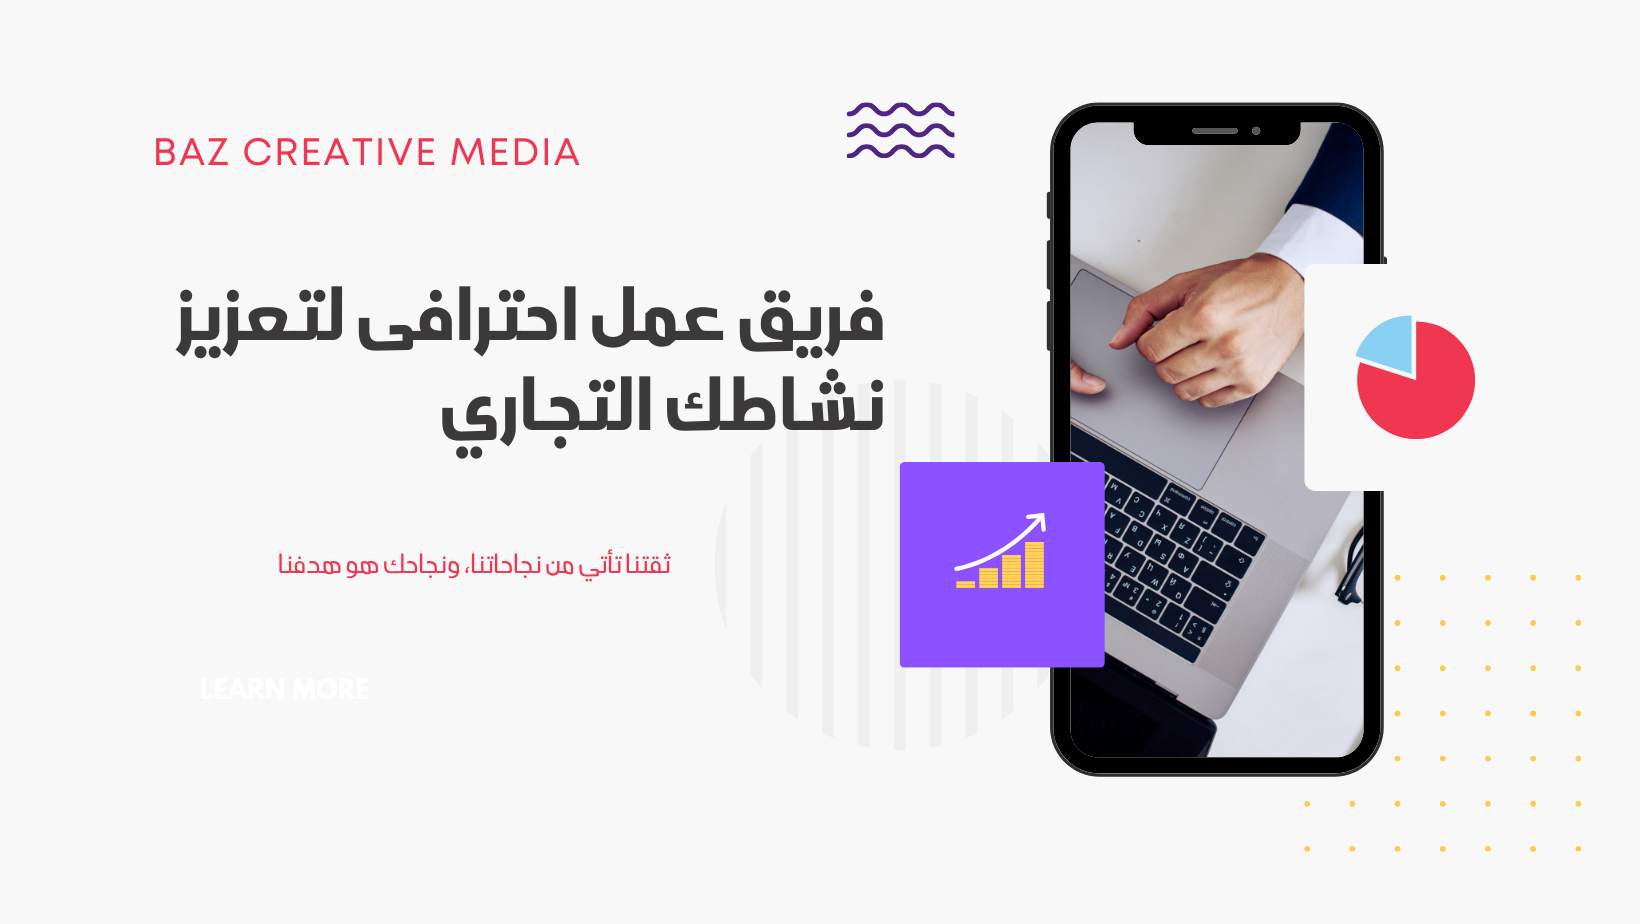 BAZ CREATIVE MEDIA
فريق عمل احترافى لتعزيز
نشاطك التجاري
ثقتنا تأتي من نجاحاتنا، ونجاحك هو هدفنا
LEARN MORE